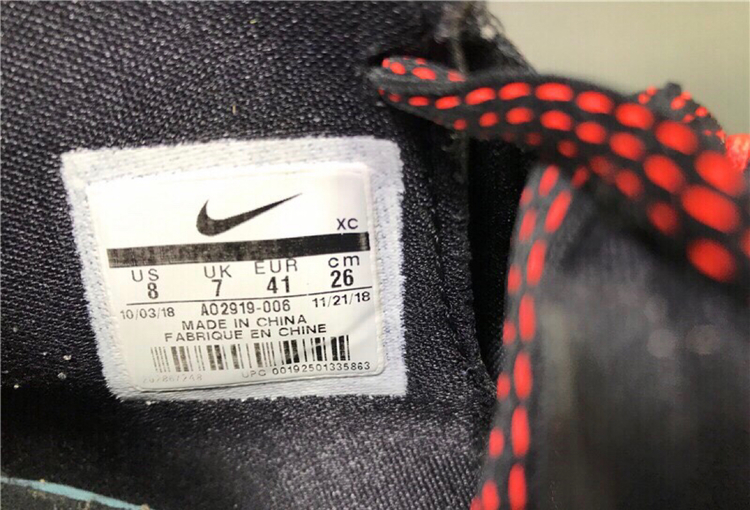 XC
US UK EUR cm
8 7 41 26
10/03/18 AO2919-006 11/21/18
MADE IN CHINA
FABRIQUE EN CHINE
UPC 00192501335863